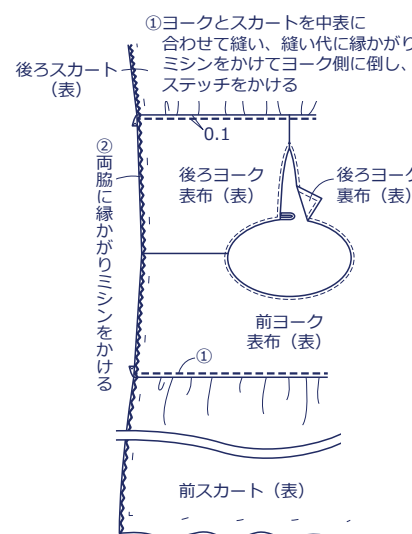 ①ヨークとスカートを中表に
合わせて縫い、縫い代に縁かがり
ミシンをかけてヨーク側に倒し、
ステッチをかける
後ろスカート
（表）
0.1
②両脇に縁かがりミシンをかける
後ろヨーク
表布（表）
後ろヨーク
裏布（表）
前ヨーク
表布（表）
①
前スカート（表）